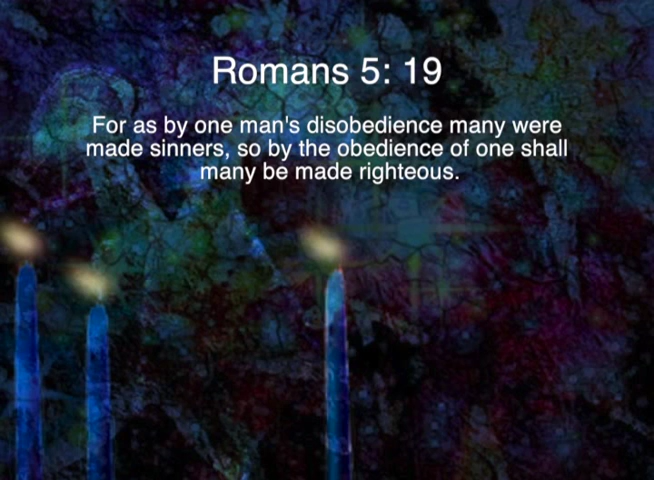 Romans 5: 19
For as by one man's disobedience many were
made sinners, so by the obedience of one shall
many be made righteous.